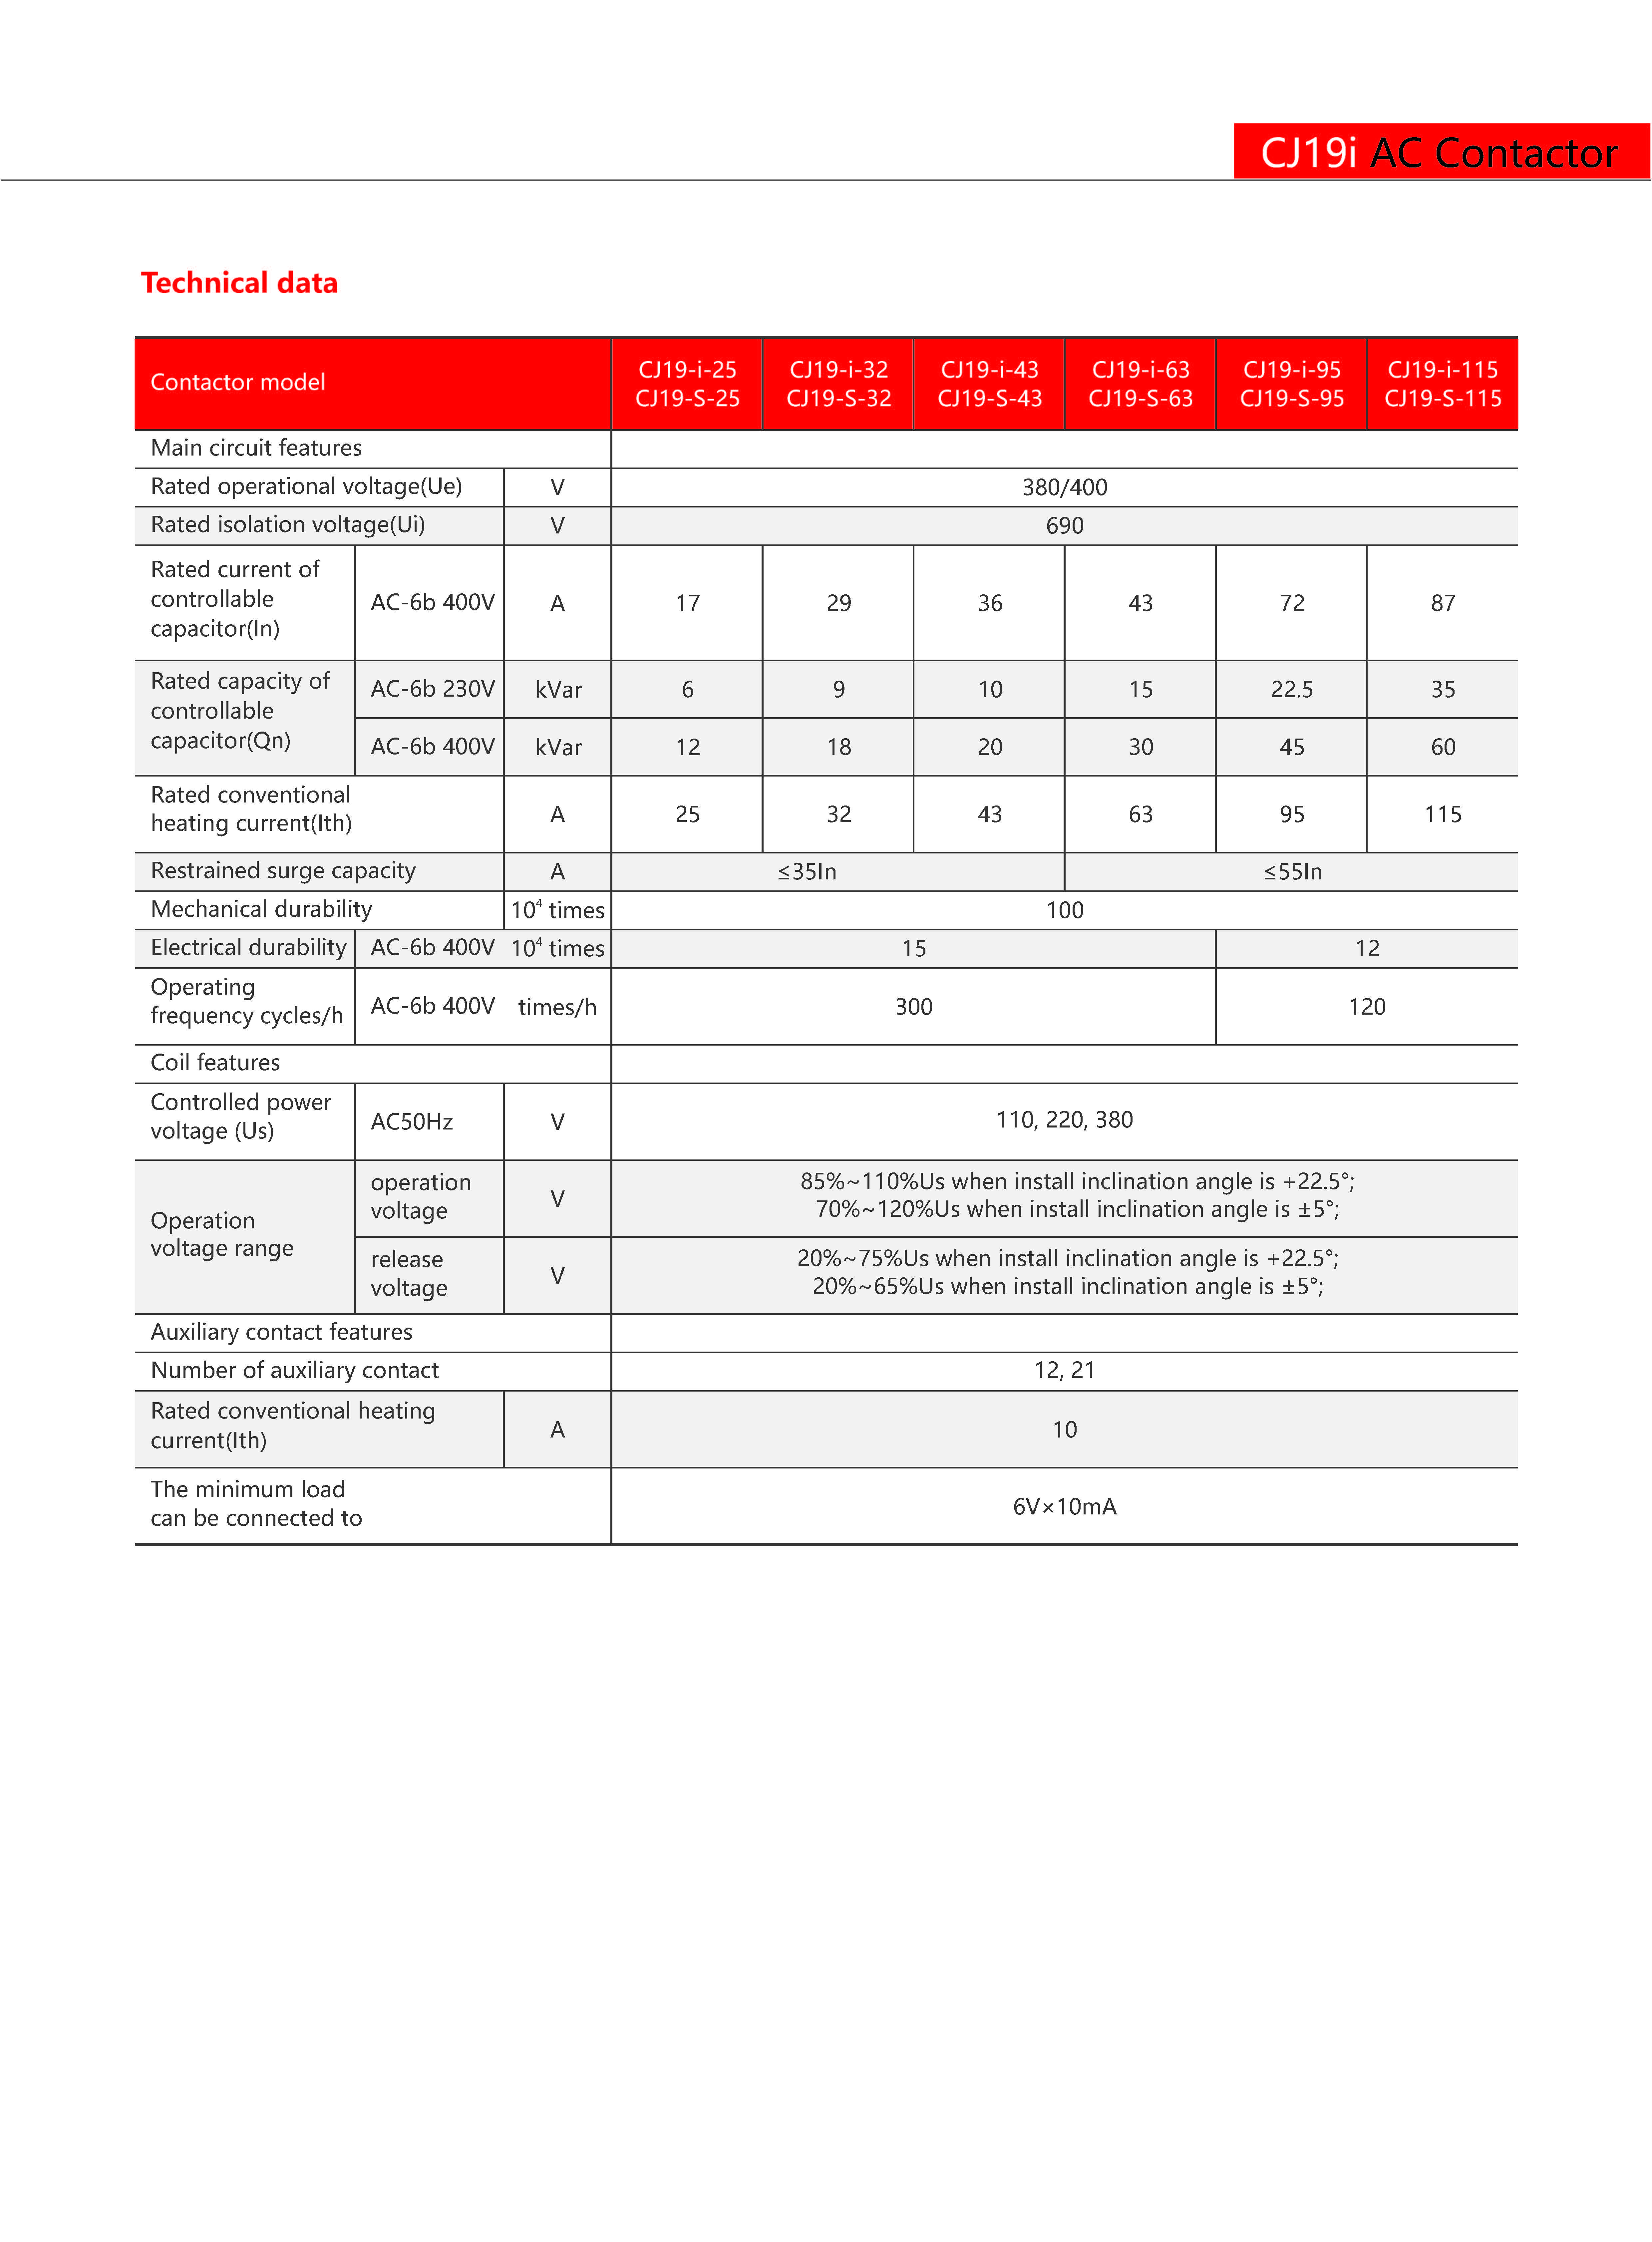 CJ19i AC Contactor
Technical data
Contactor model
CJ19-i-25
CJ19-S-25
CJ19-i-32
CJ19-S-32
CJ19-i-43
CJ19-S-43
CJ19-i-63
CJ19-S-63
CJ19-i-95
CJ19-S-95
CJ19-i-115
CJ19-S-115
Main circuit features
Rated operational voltage(Ue) V 380/400
Rated isolation voltage(Ui) V 690
Rated current of
controllable
capacitor(In)
AC-6b 400V A 17 29 36 43 72 87
Rated capacity of
controllable
capacitor(Qn)
AC-6b 230V kVar 6 9 10 15 22.5 35
AC-6b 400V kVar 12 18 20 30 45 60
Rated conventional
heating current(Ith)
A 25 32 43 63 95 115
Restrained surge capacity A ≤35In ≤55In
Mechanical durability 10⁴ times 100
Electrical durability AC-6b 400V 10⁴ times 15 12
Operating
frequency cycles/h
AC-6b 400V times/h 300 120
Coil features
Controlled power
voltage (Us)
AC50Hz V 110, 220, 380
Operation
voltage range
operation
voltage
V
85%~110%Us when install inclination angle is +22.5°;
70%~120%Us when install inclination angle is ±5°;
release
voltage
V
20%~75%Us when install inclination angle is +22.5°;
20%~65%Us when install inclination angle is ±5°;
Auxiliary contact features
Number of auxiliary contact 12, 21
Rated conventional heating
current(Ith)
A 10
The minimum load
can be connected to
6V×10mA